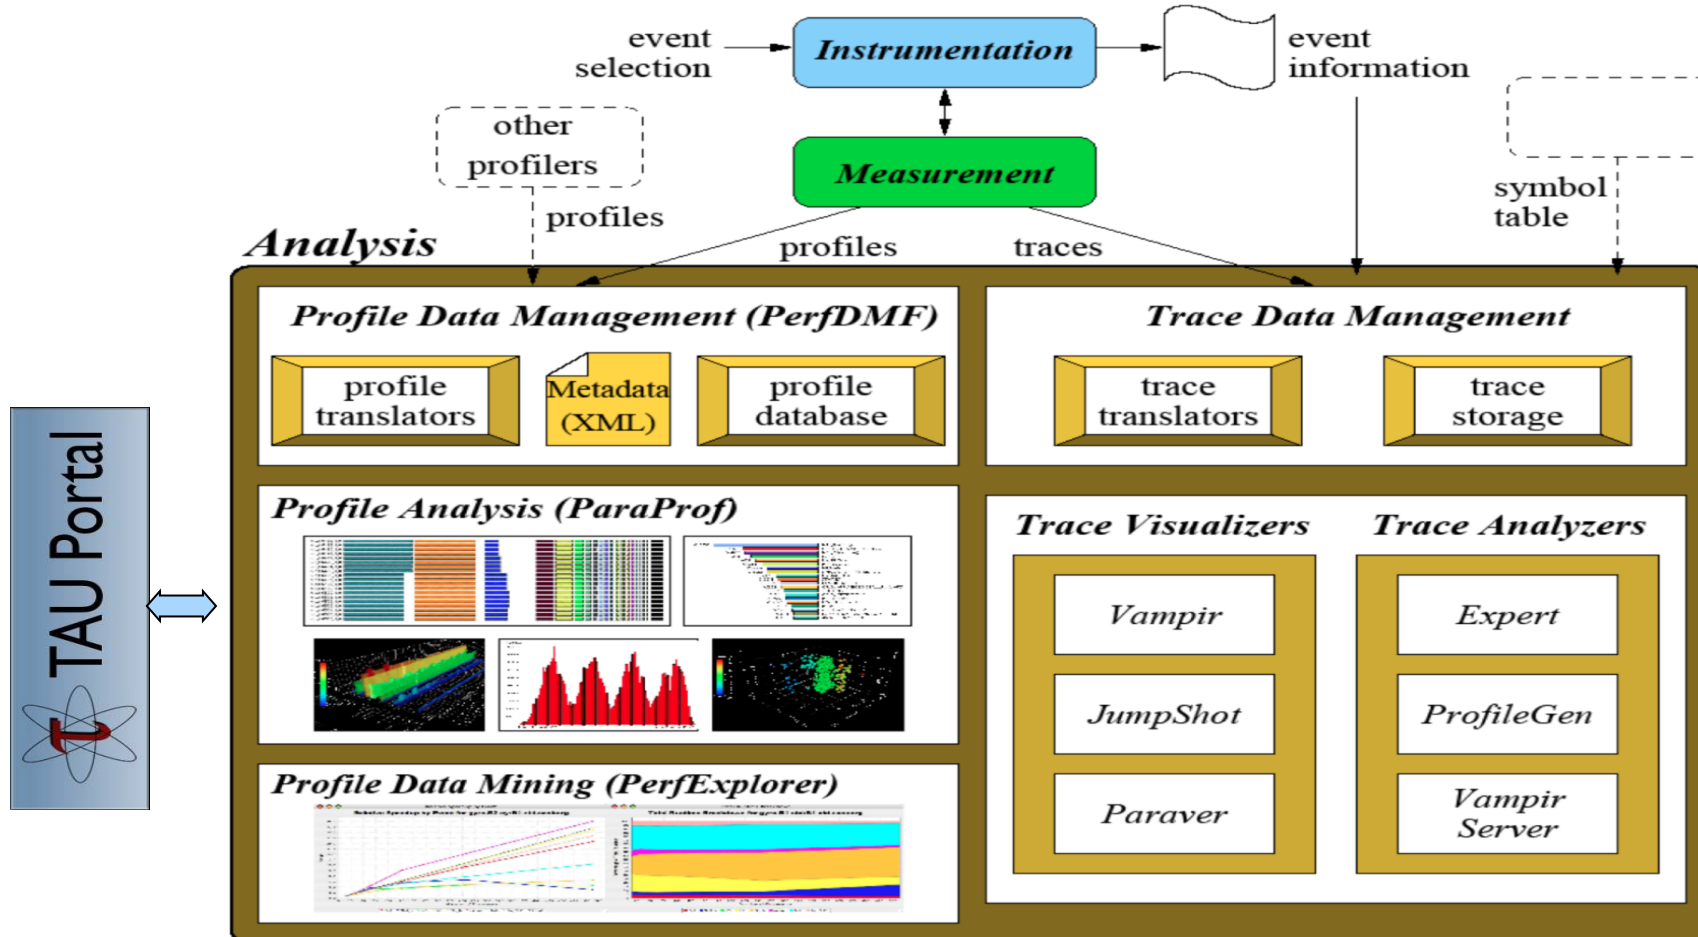 event
selection
Instrumentation
event
information
other
profilers
Measurement
symbol
table
profiles
Analysis
profiles
traces
Profile Data Management (PerfDMF)
profile
translators
Metadata
(XML)
profile
database
Trace Data Management
trace
translators
trace
storage
TAU Portal
Profile Analysis (ParaProf)
Trace Visualizers
Vampir
JumpShot
Paraver
Trace Analyzers
Expert
ProfileGen
Vampir
Server
Profile Data Mining (PerfExplorer)